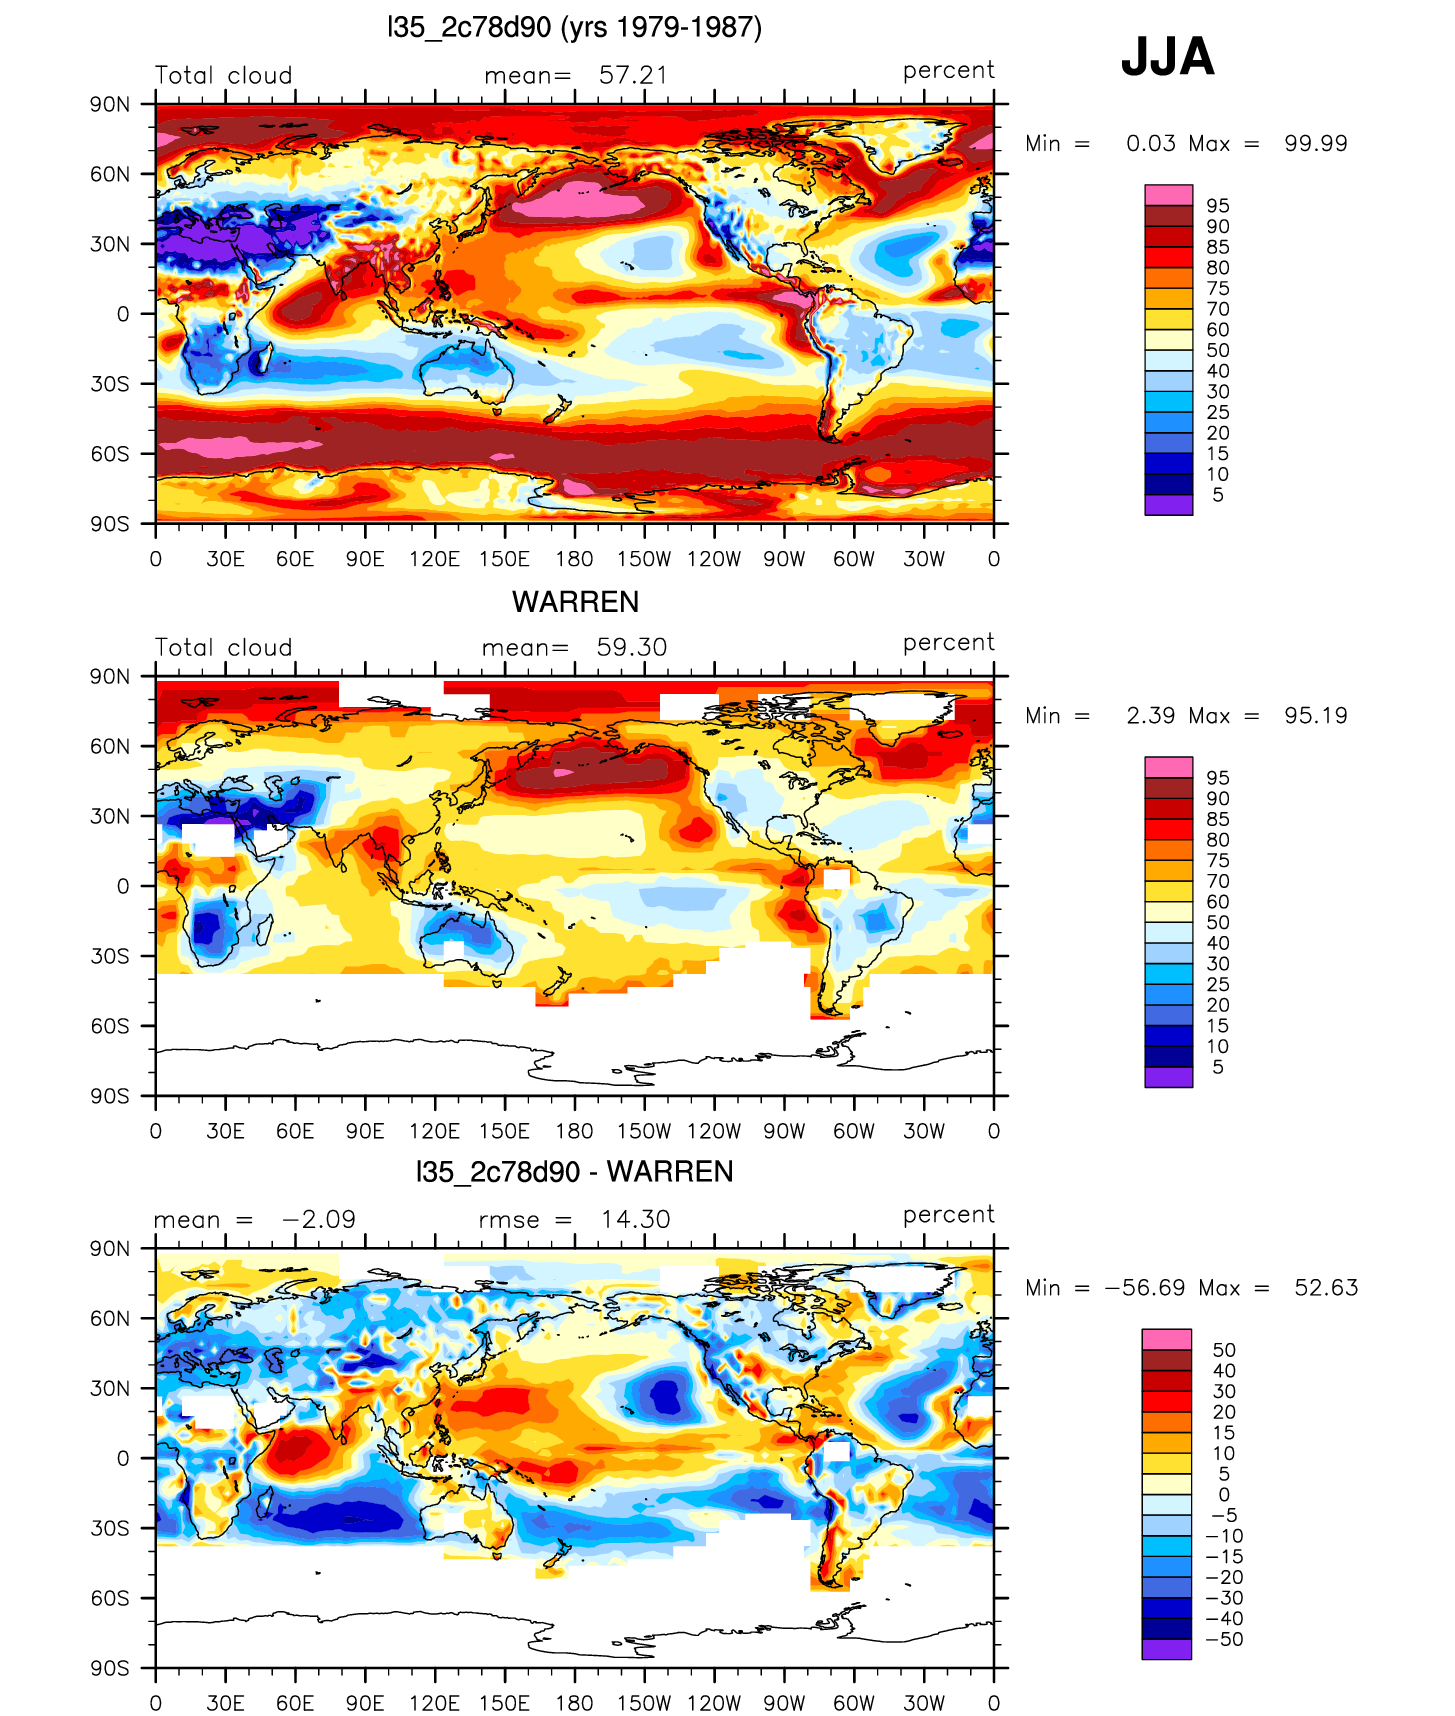 l35_2c78d90 (yrs 1979-1987)
JJA
Total cloud mean= 57.21 percent
Min = 0.03 Max = 99.99
90N
60N
30N
0
30S
60S
90S
0 30E 60E 90E 120E 150E 180 150W 120W 90W 60W 30W 0
95
90
85
80
75
70
60
50
40
30
25
20
15
10
5
WARREN
Total cloud mean= 59.30 percent
Min = 2.39 Max = 95.19
90N
60N
30N
0
30S
60S
90S
0 30E 60E 90E 120E 150E 180 150W 120W 90W 60W 30W 0
95
90
85
80
75
70
60
50
40
30
25
20
15
10
5
l35_2c78d90 - WARREN
mean = −2.09 rmse = 14.30 percent
Min = −56.69 Max = 52.63
90N
60N
30N
0
30S
60S
90S
0 30E 60E 90E 120E 150E 180 150W 120W 90W 60W 30W 0
50
40
30
20
15
10
5
0
−5
−10
−15
−20
−30
−40
−50